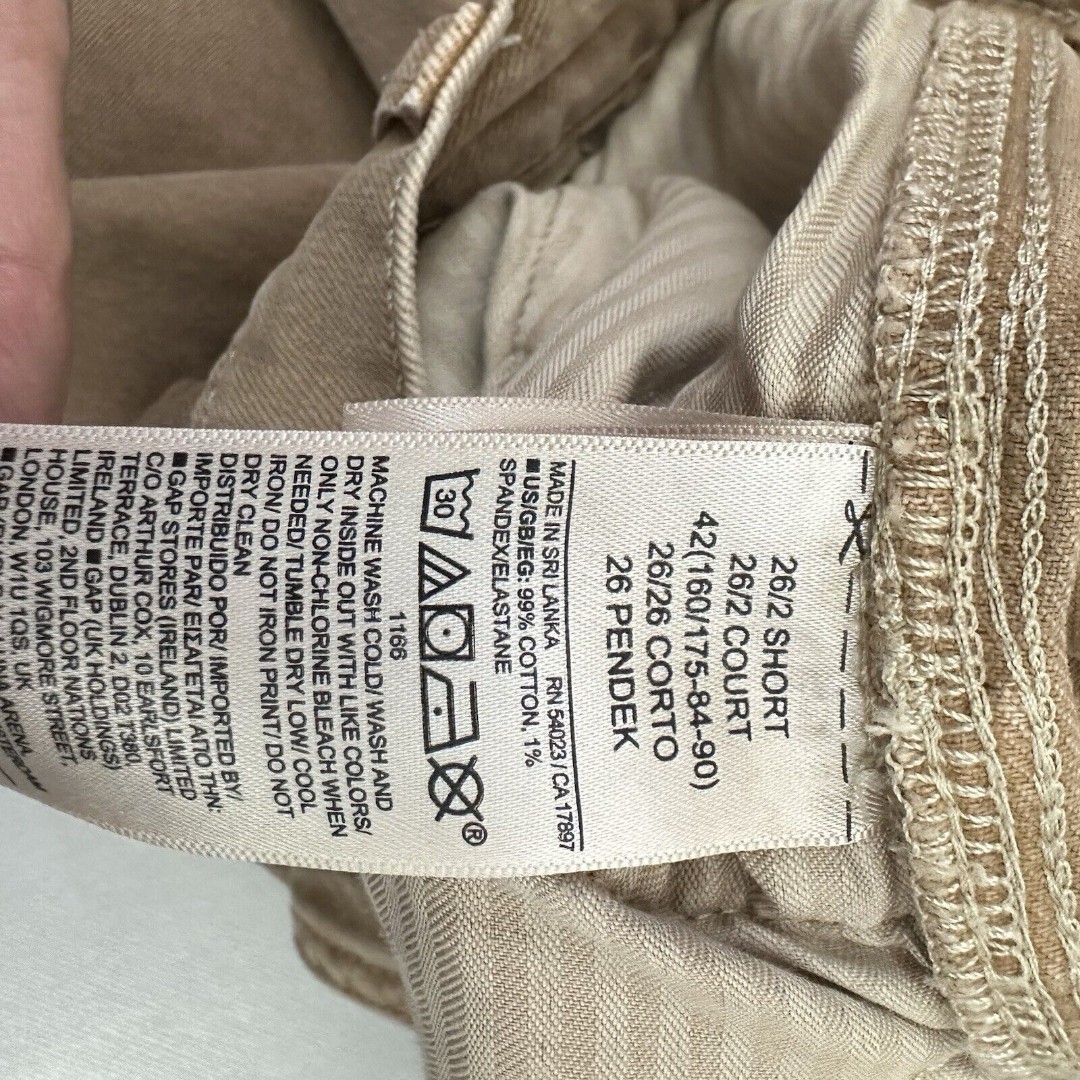 26/2 SHORT
26/2 COURT
42(160/175-84-90)
26/26 CORTO
26 PENDEK
MADE IN SRI LANKA RN 54023 / CA 17897
■US/GB/EG: 99% COTTON, 1%
SPANDEX/ELASTANE
30
®
1166
MACHINE WASH COLD/ WASH AND
DRY INSIDE OUT WITH LIKE COLORS/
ONLY NON-CHLORINE BLEACH WHEN
NEEDED/ TUMBLE DRY LOW/ COOL
IRON/ DO NOT IRON PRINT/ DO NOT
DRY CLEAN
DISTRIBUIDO POR/ IMPORTED BY/
IMPORTE PAR/ ΕΙΣΑΓΕΤΑΙ ΑΠΟ ΤΗΝ:
■GAP STORES (IRELAND) LIMITED
C/O ARTHUR COX, 10 EARLSFORT
TERRACE, DUBLIN 2, D02 T380,
IRELAND ■GAP (UK HOLDINGS)
LIMITED, 2ND FLOOR NATIONS
HOUSE, 103 WIGMORE STREET,
LONDON, W1U 1QS UK
■GAP ARENA